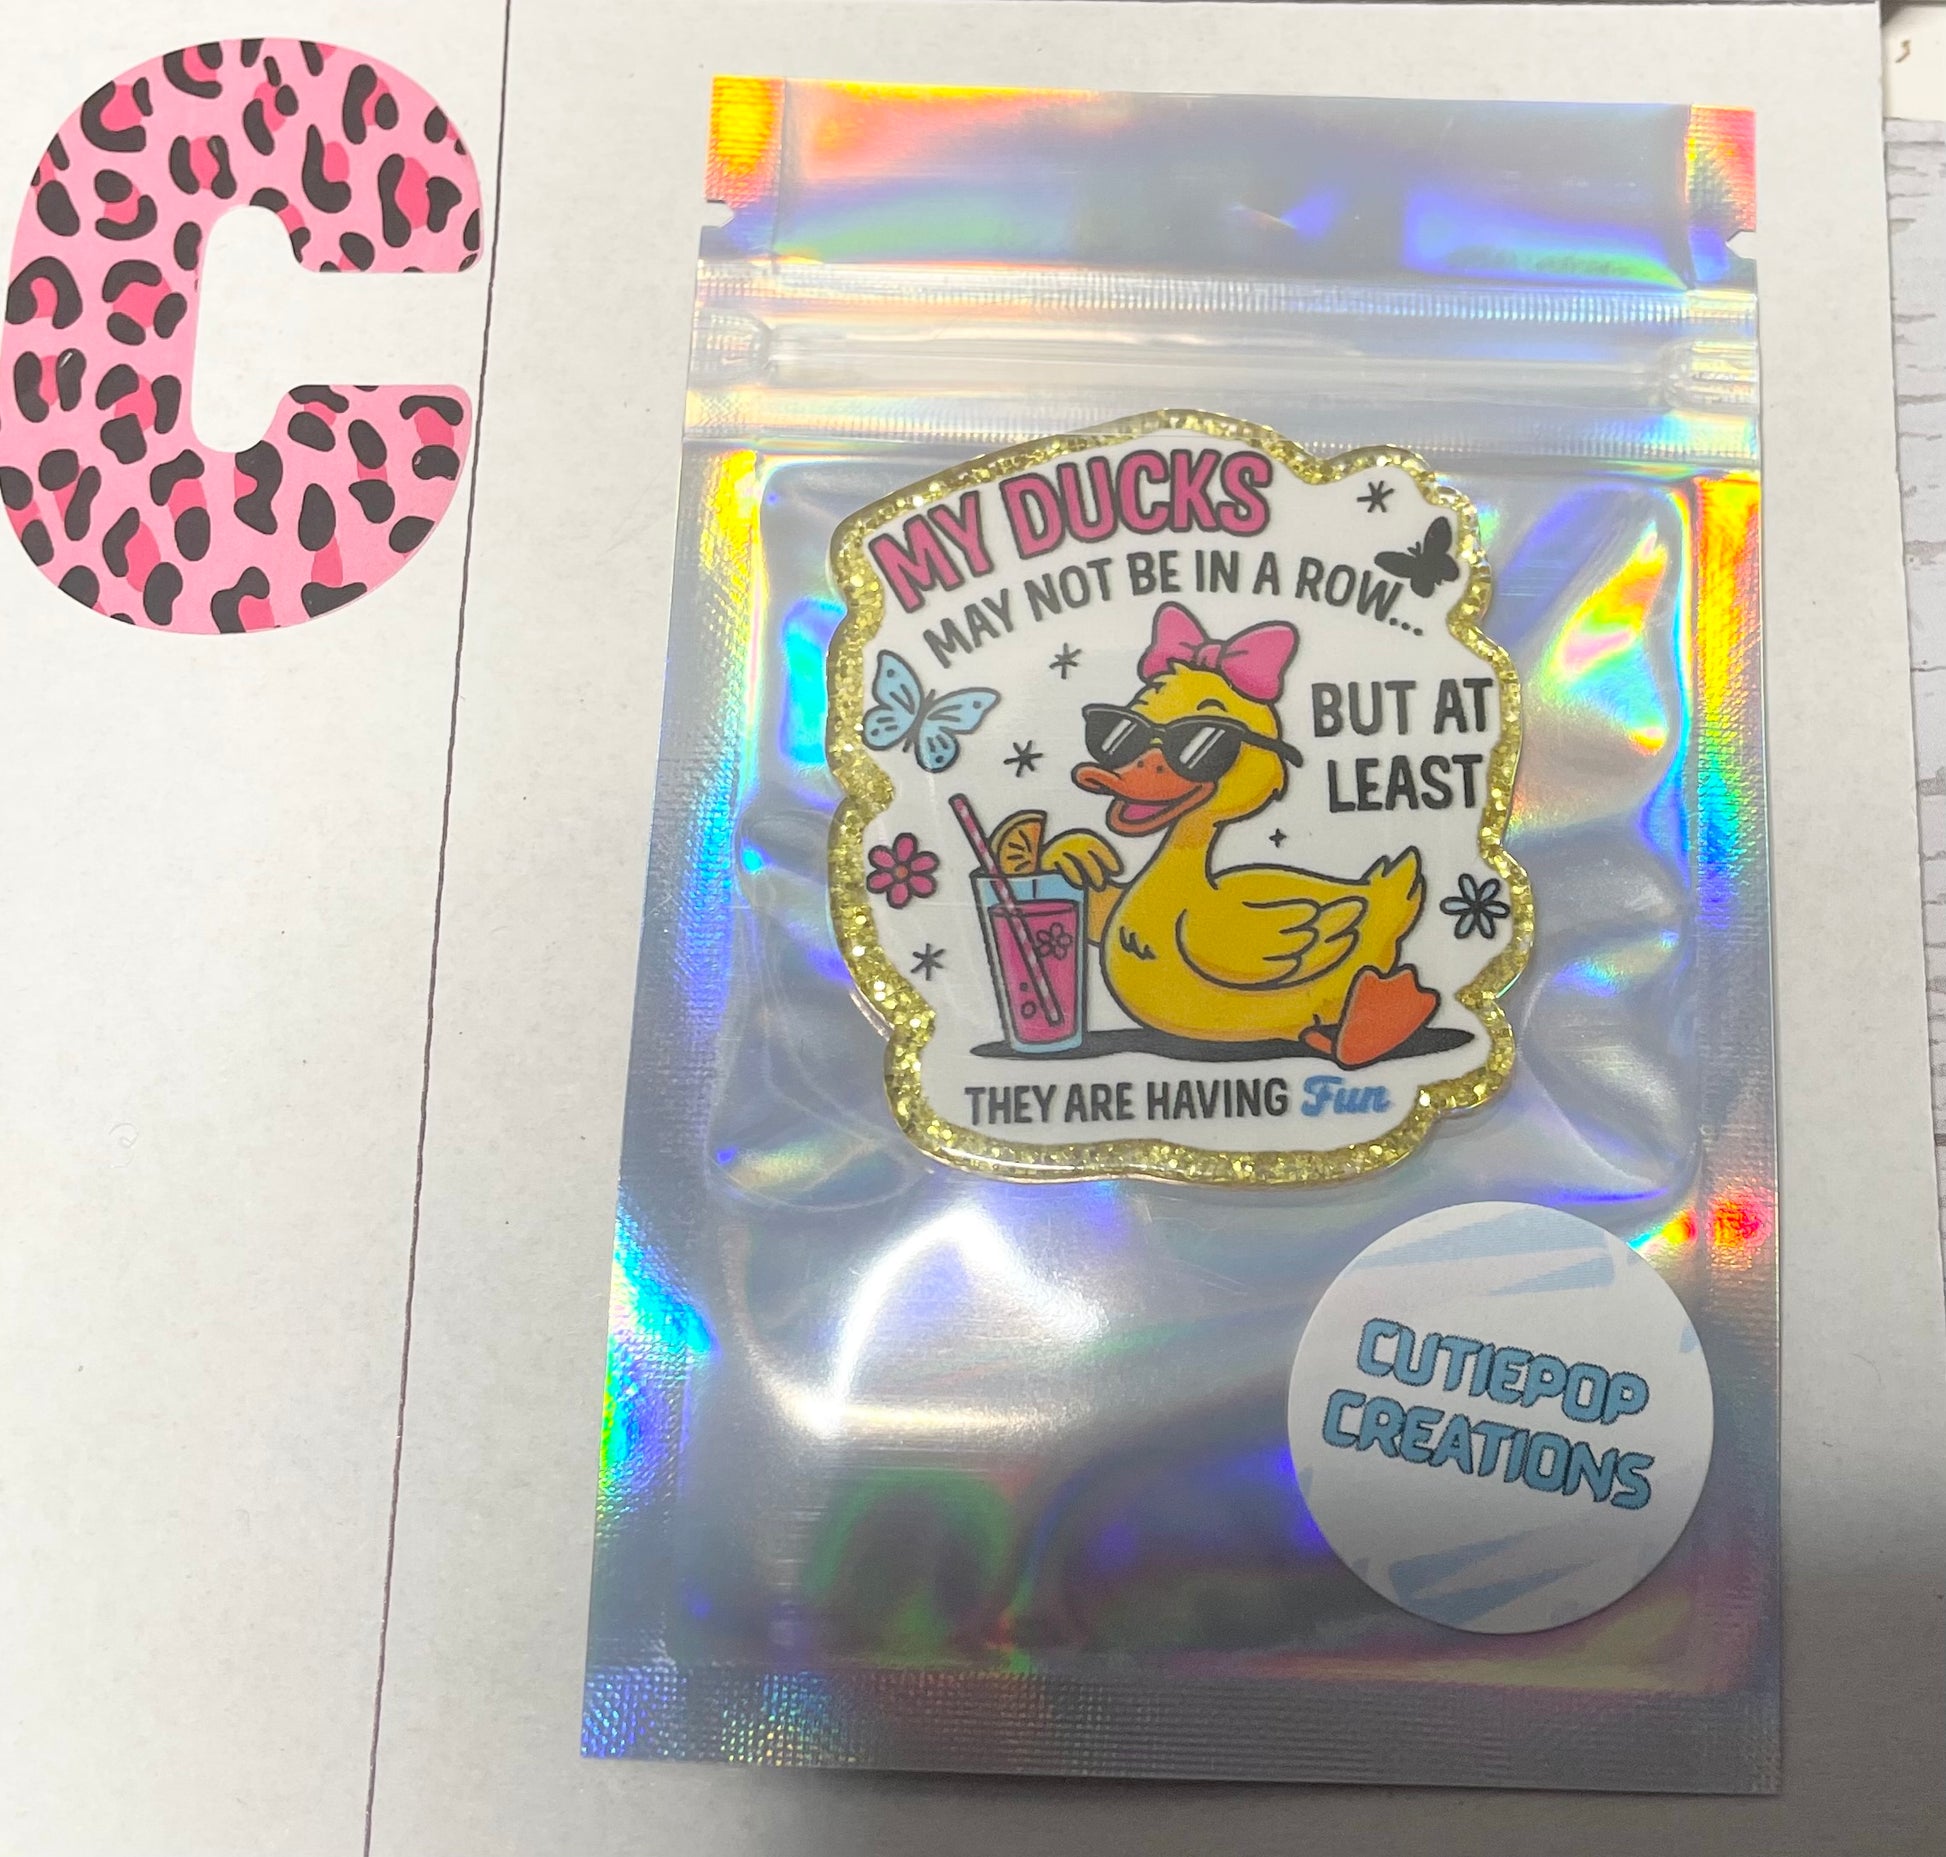 C
MY DUCKS
MAY NOT BE IN A ROW...
BUT AT
LEAST
THEY ARE HAVING Fun
CUTIEPOP
CREATIONS